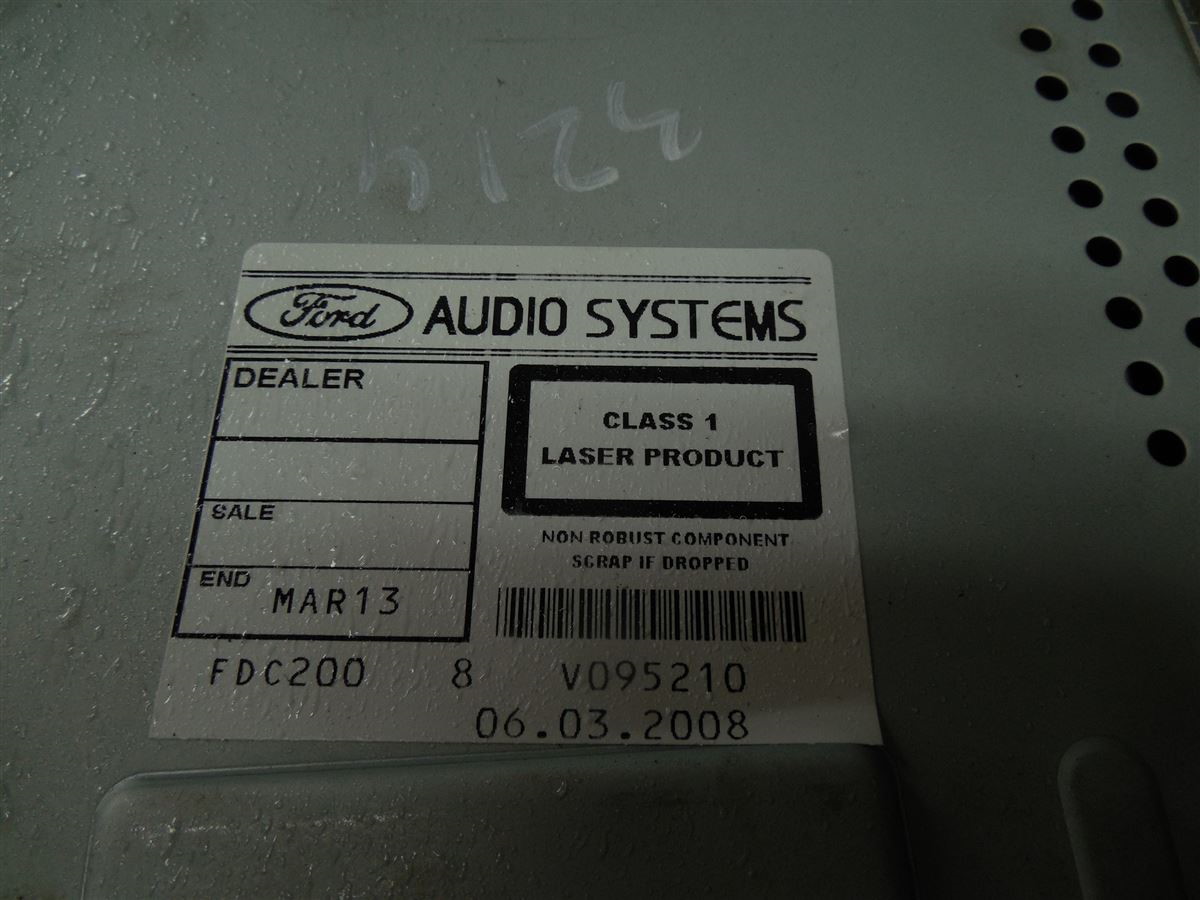 Ford AUDIO SYSTEMS
DEALER
CLASS 1
LASER PRODUCT
SALE
NON ROBUST COMPONENT
SCRAP IF DROPPED
END
MAR13
FDC200 8 V095210
06.03.2008